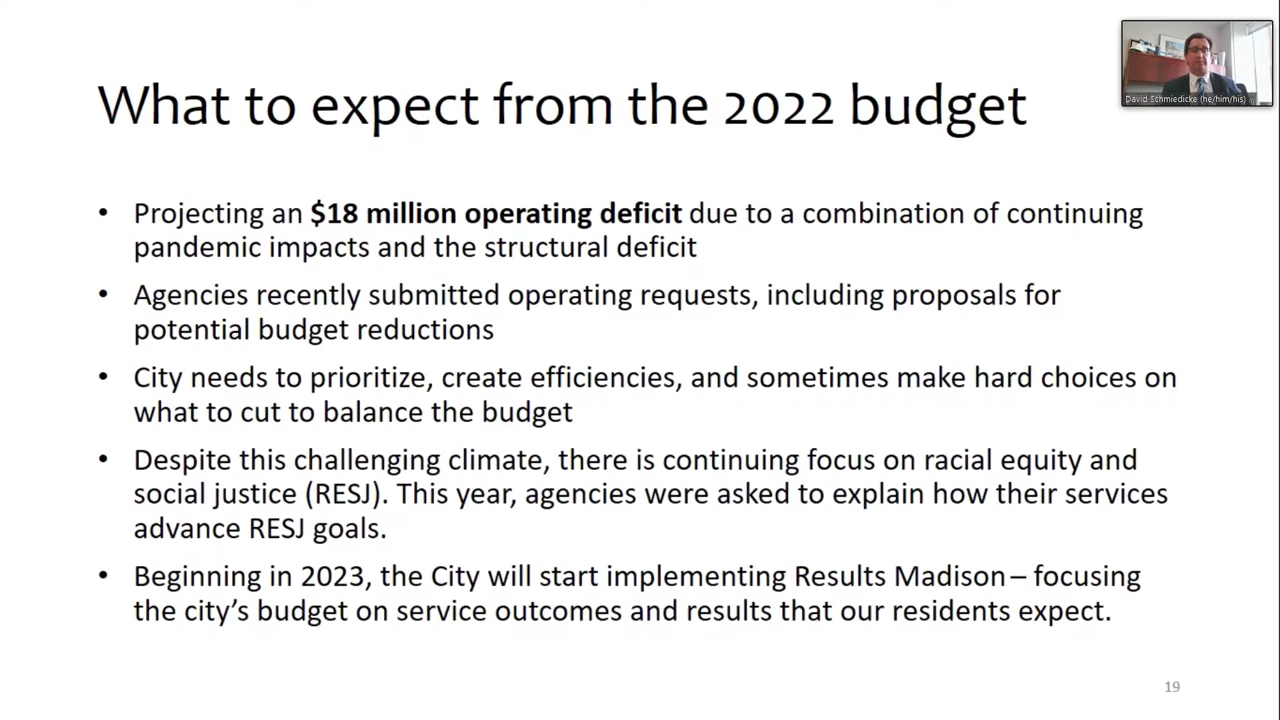 What to expect from the 2022 budget
David Schmiedicke (he/him/his)
• Projecting an $18 million operating deficit due to a combination of continuing
pandemic impacts and the structural deficit
• Agencies recently submitted operating requests, including proposals for
potential budget reductions
• City needs to prioritize, create efficiencies, and sometimes make hard choices on
what to cut to balance the budget
• Despite this challenging climate, there is continuing focus on racial equity and
social justice (RESJ). This year, agencies were asked to explain how their services
advance RESJ goals.
• Beginning in 2023, the City will start implementing Results Madison – focusing
the city’s budget on service outcomes and results that our residents expect.
19